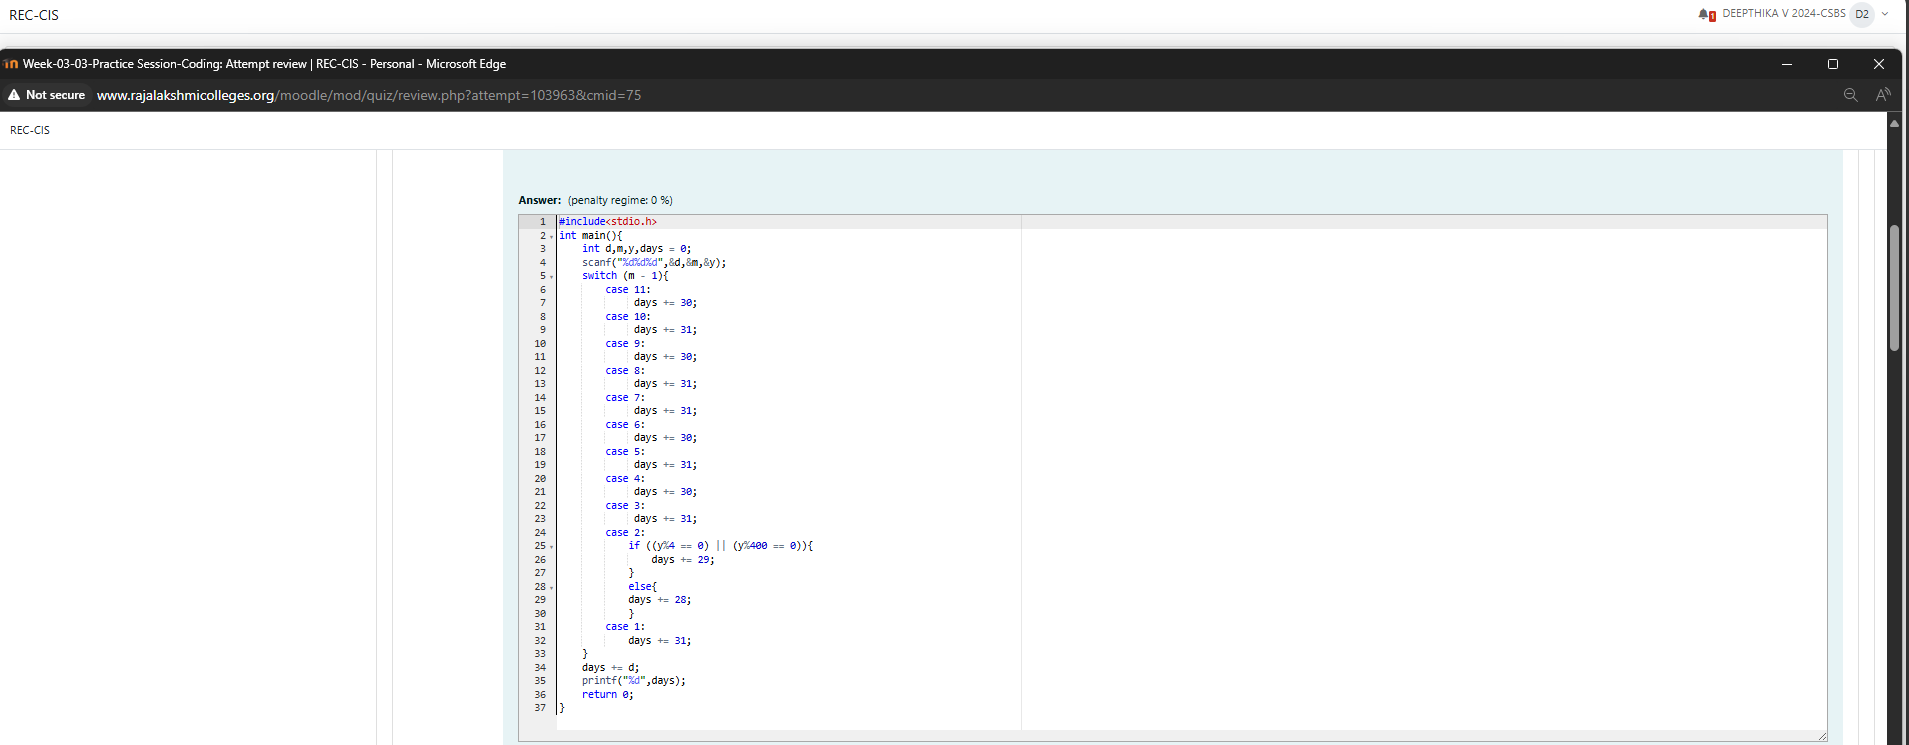 REC-CIS
1 DEEPTHIKA V 2024-CSBS D2
Week-03-03-Practice Session-Coding: Attempt review | REC-CIS - Personal - Microsoft Edge
Not secure www.rajalakshmicolleges.org/moodle/mod/quiz/review.php?attempt=103963&cmid=75
REC-CIS
Answer: (penalty regime: 0 %)
1 #include<stdio.h>
2 int main(){
3     int d,m,y,days = 0;
4     scanf("%d%d%d",&d,&m,&y);
5     switch (m - 1){
6         case 11:
7             days += 30;
8         case 10:
9             days += 31;
10         case 9:
11             days += 30;
12         case 8:
13             days += 31;
14         case 7:
15             days += 31;
16         case 6:
17             days += 30;
18         case 5:
19             days += 31;
20         case 4:
21             days += 30;
22         case 3:
23             days += 31;
24         case 2:
25             if ((y%4 == 0) || (y%400 == 0)){
26                 days += 29;
27             }
28             else{
29             days += 28;
30             }
31         case 1:
32             days += 31;
33     }
34     days += d;
35     printf("%d",days);
36     return 0;
37 }